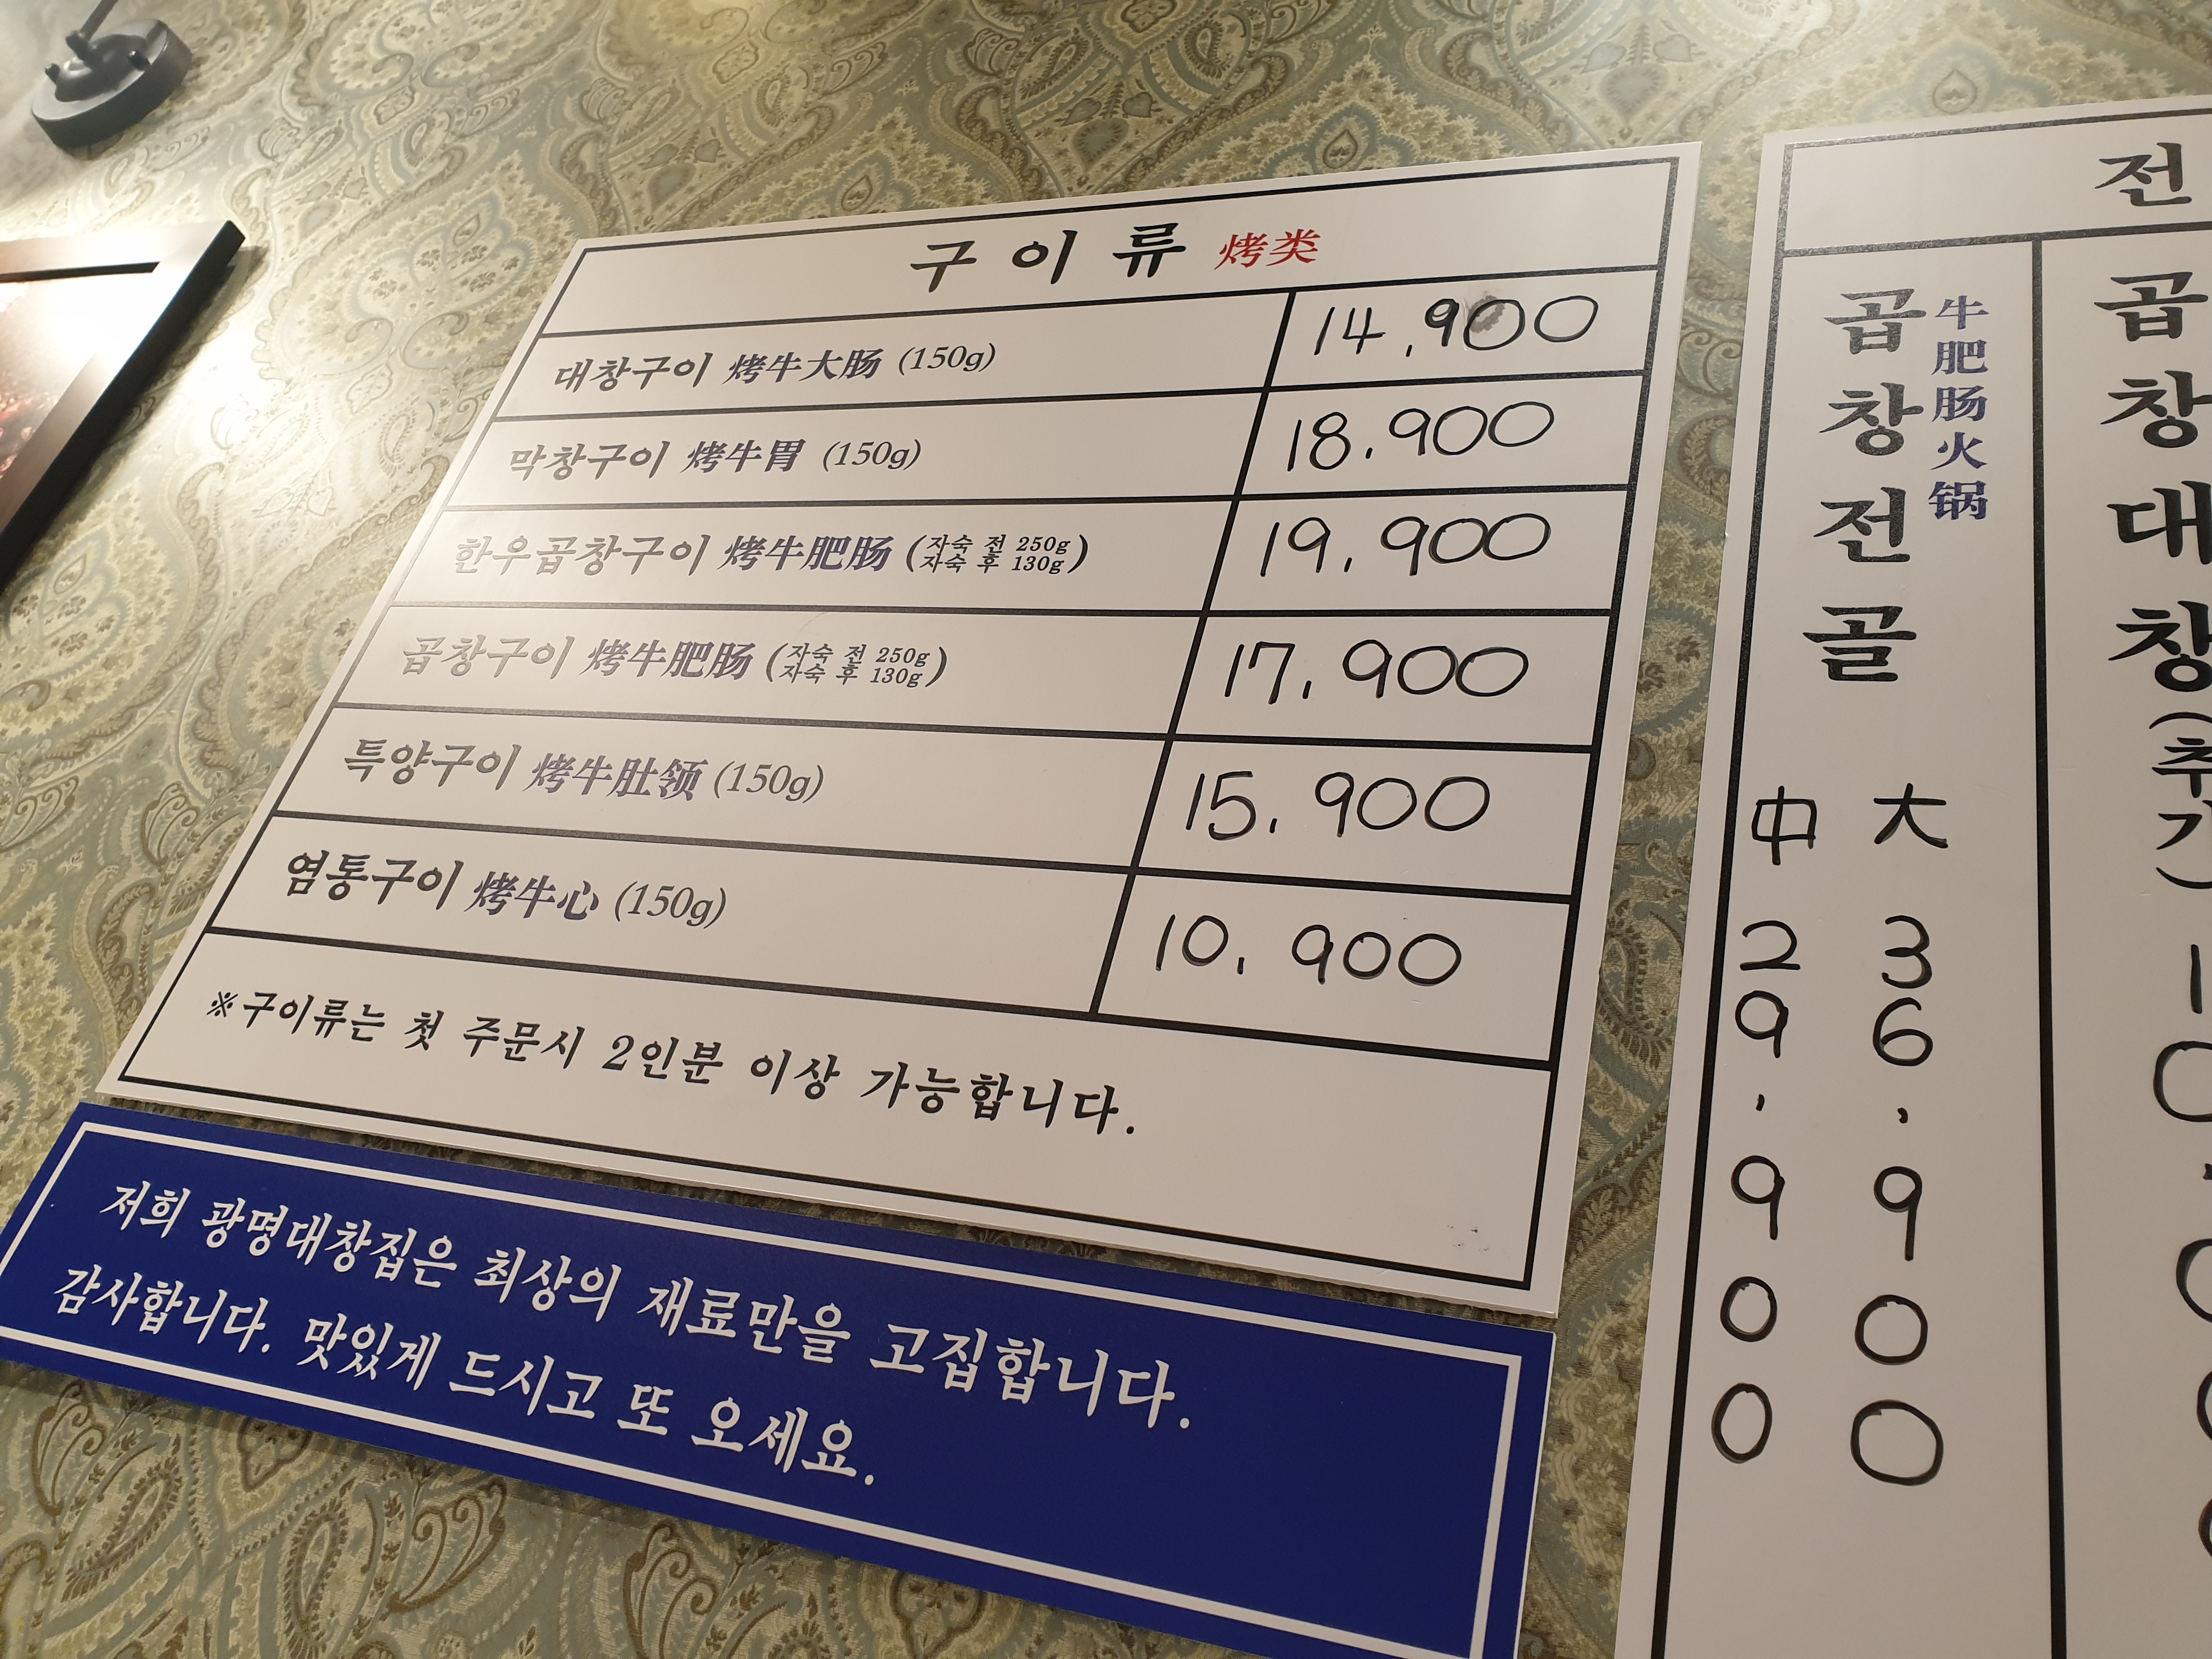 구이류 烤类
대창구이 烤牛大肠 (150g) 14,900
막창구이 烤牛胃 (150g) 18.900
한우곱창구이 烤牛肥肠 (자숙 전 250g 자숙 후 130g) 19,900
곱창구이 烤牛肥肠 (자숙 전 250g 자숙 후 130g) 17,900
특양구이 烤牛肚领 (150g) 15,900
염통구이 烤牛心 (150g) 10,900
※구이류는 첫 주문시 2인분 이상 가능합니다.
저희 광명대창집은 최상의 재료만을 고집합니다.
감사합니다. 맛있게 드시고 또 오세요.
전
곱창전골
牛肥肠火锅
中 29,900
大 36,900
곱창대창(추가)